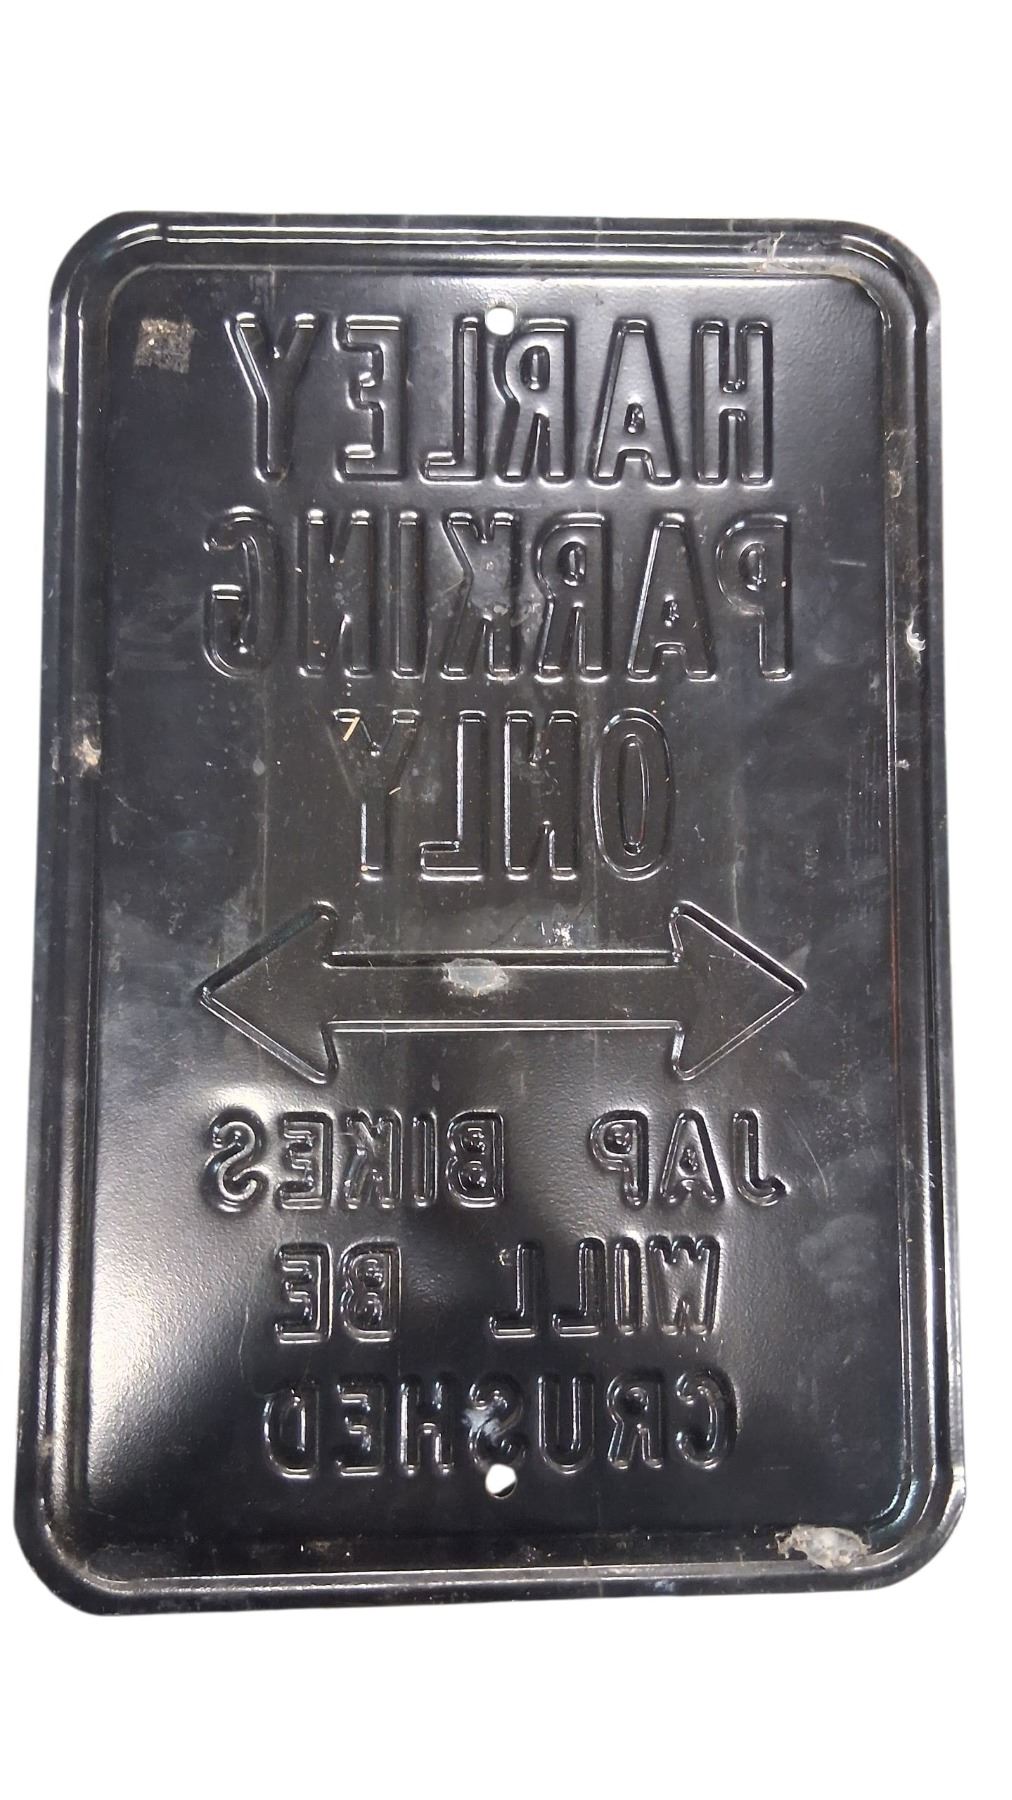 HARLEY
PARKING
ONLY
JAP BIKES
WILL BE
CRUSHED